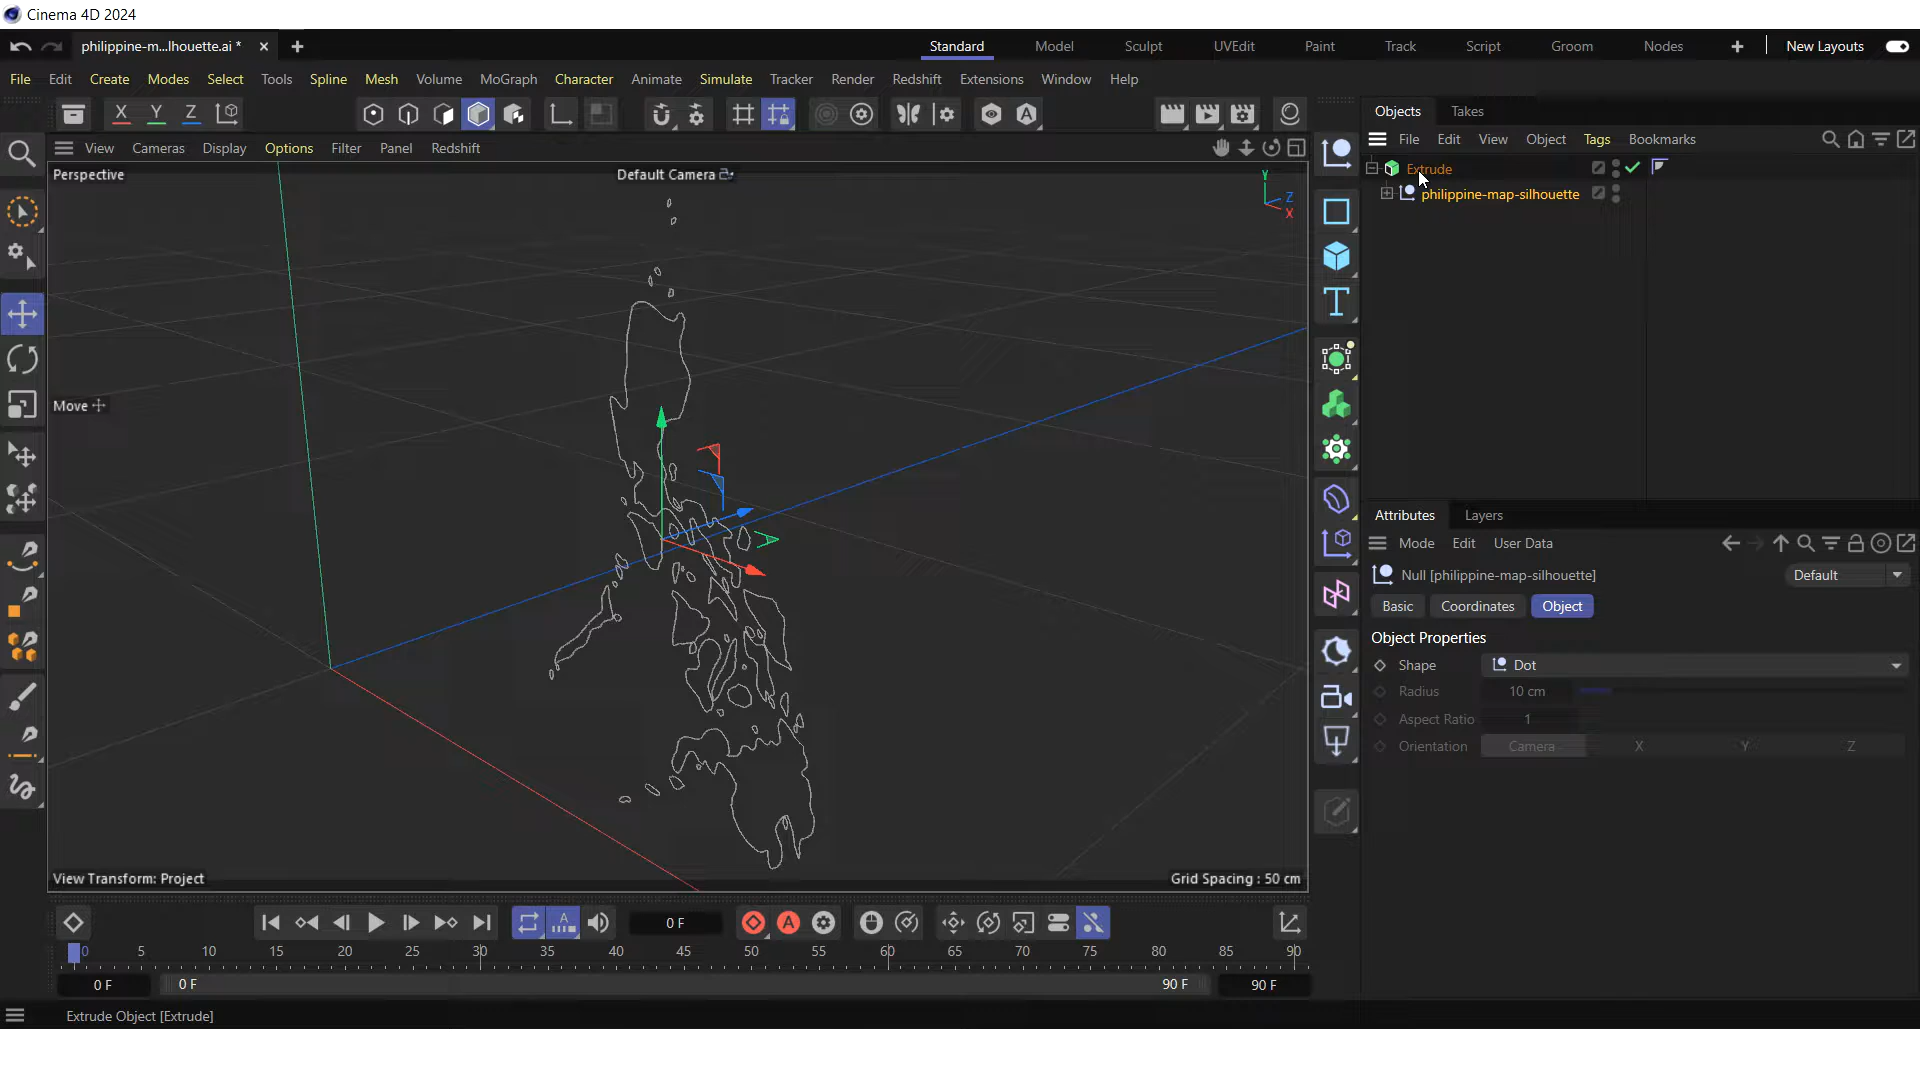 Cinema 4D 2024
philippine-m...lhouette.ai *
Standard
Model
Sculpt
UVEdit
Paint
Track
Script
Groom
Nodes
New Layouts
File Edit Create Modes Select Tools Spline Mesh Volume MoGraph Character Animate Simulate Tracker Render Redshift Extensions Window Help
X Y Z
View Cameras Display Options Filter Panel Redshift
Perspective
Default Camera
Y
Z
X
Move
View Transform: Project
Grid Spacing : 50 cm
Objects Takes
File Edit View Object Tags Bookmarks
Extrude
philippine-map-silhouette
Attributes Layers
Mode Edit User Data
Null [philippine-map-silhouette]
Default
Basic Coordinates Object
Object Properties
Shape Dot
Radius 10 cm
Aspect Ratio 1
Orientation Camera X Y Z
0 F
0 5 10 15 20 25 30 35 40 45 50 55 60 65 70 75 80 85 90
0 F 0 F 90 F 90 F
Extrude Object [Extrude]